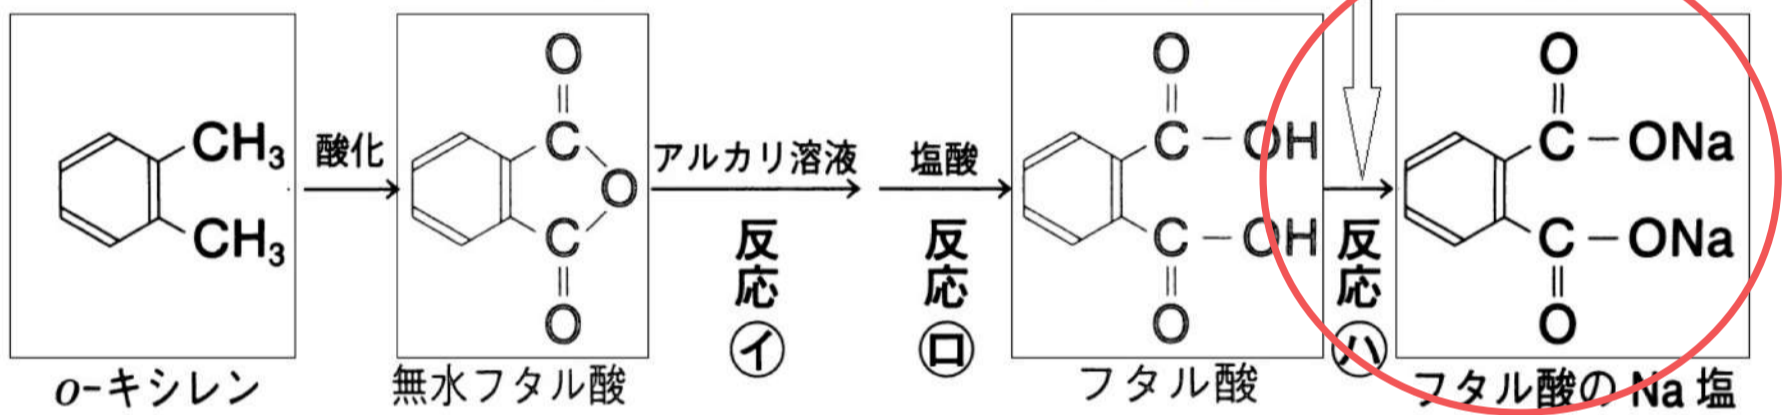 CH₃
CH₃
o-キシレン
酸化
O
C
O
C
O
無水フタル酸
アルカリ溶液
反応
イ
塩酸
反応
ロ
O
C－OH
C－OH
O
フタル酸
反応
ハ
O
C－ONa
C－ONa
O
フタル酸のNa塩